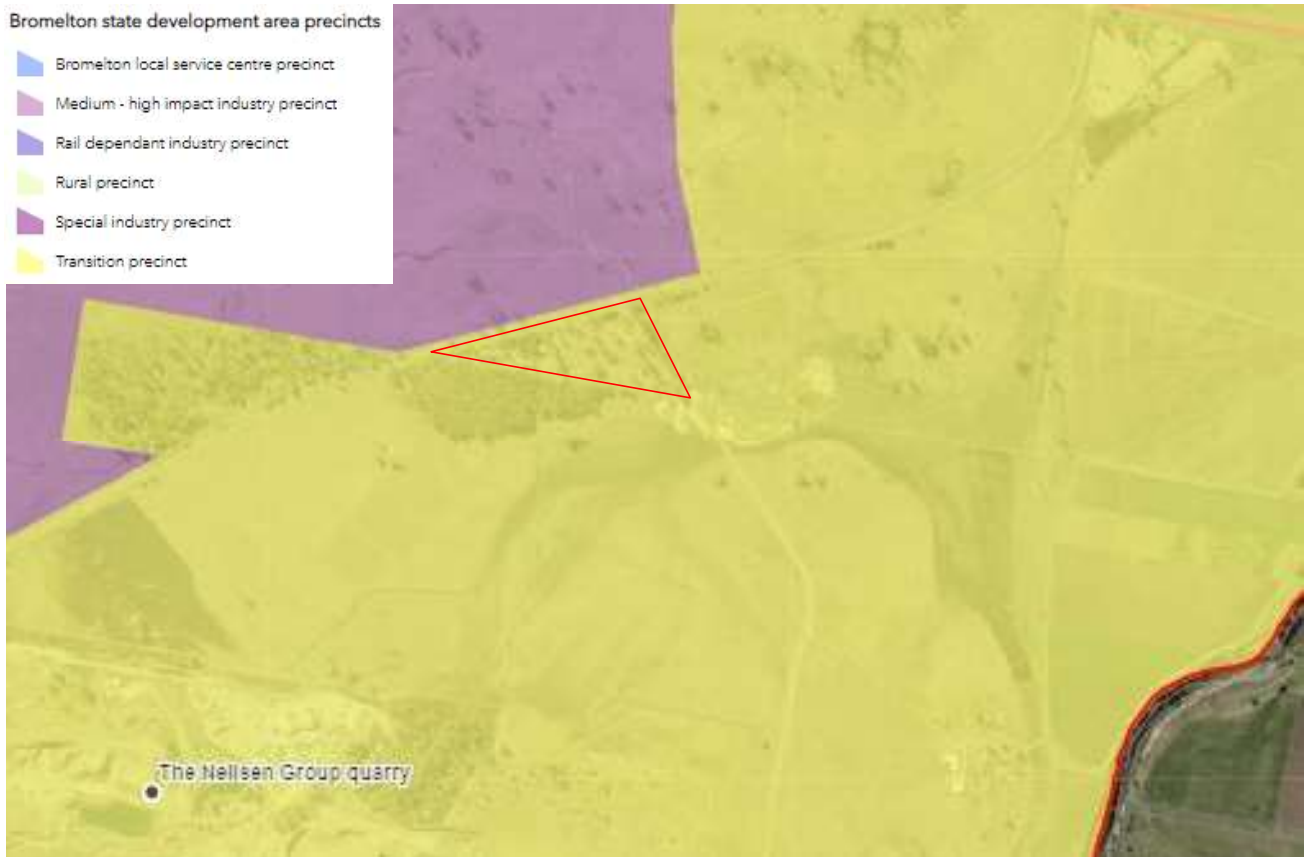 Bromelton state development area precincts
Bromelton local service centre precinct
Medium - high impact industry precinct
Rail dependant industry precinct
Rural precinct
Special industry precinct
Transition precinct
The Neilsen Group quarry